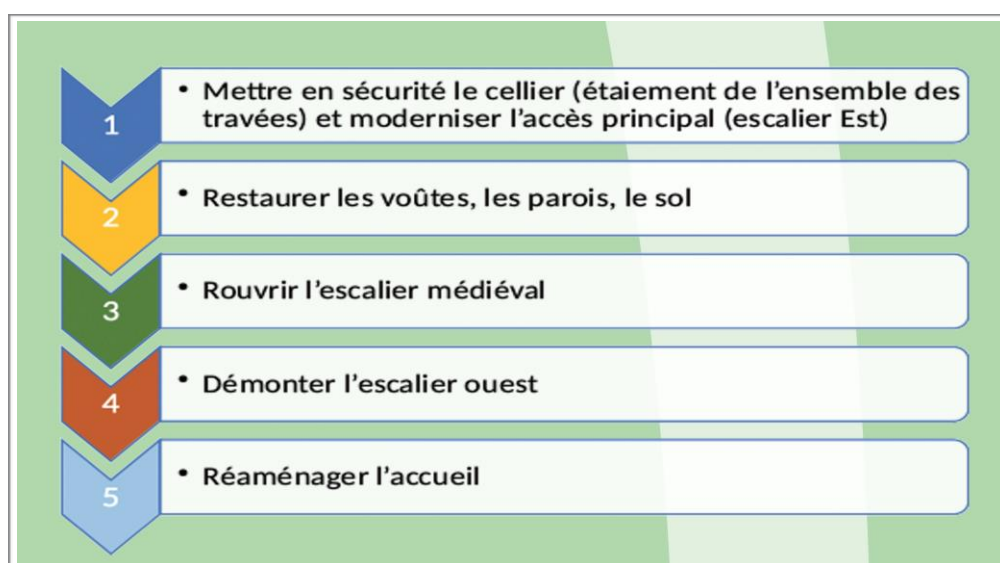 1
• Mettre en sécurité le cellier (étaiement de l'ensemble des
travées) et moderniser l'accès principal (escalier Est)
2
• Restaurer les voûtes, les parois, le sol
3
• Rouvrir l'escalier médiéval
4
• Démonter l'escalier ouest
5
• Réaménager l'accueil